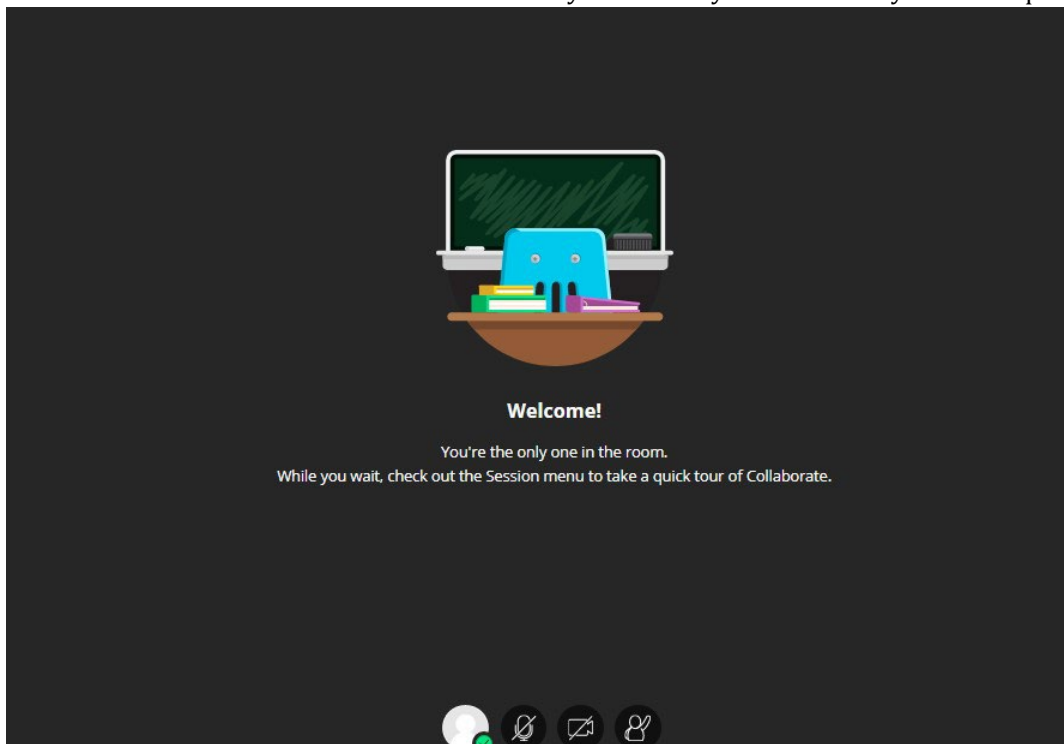 Welcome!
You're the only one in the room.
While you wait, check out the Session menu to take a quick tour of Collaborate.